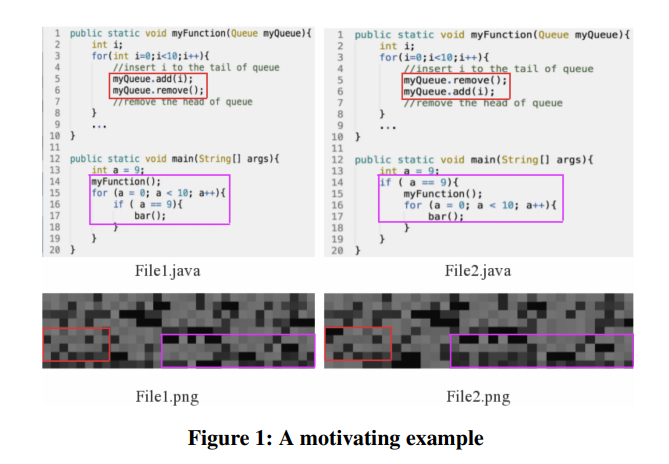 1 public static void myFunction(Queue myQueue){
2 int i;
3 for(int i=0;i<10;i++){
4 //insert i to the tail of queue
5 myQueue.add(i);
6 myQueue.remove();
7 //remove the head of queue
8 }
9 ...
10 }
11
12 public static void main(String[] args){
13 int a = 9;
14 myFunction();
15 for (a = 0; a < 10; a++){
16 if ( a == 9){
17 bar();
18 }
19 }
20 }
File1.java
1 public static void myFunction(Queue myQueue){
2 int i;
3 for(i=0;i<10;i++){
4 //insert i to the tail of queue
5 myQueue.remove();
6 myQueue.add(i);
7 //remove the head of queue
8 }
9 ...
10 }
11
12 public static void main(String[] args){
13 int a = 9;
14 if ( a == 9){
15 myFunction();
16 for (a = 0; a < 10; a++){
17 bar();
18 }
19 }
20 }
File2.java
File1.png
File2.png
Figure 1: A motivating example